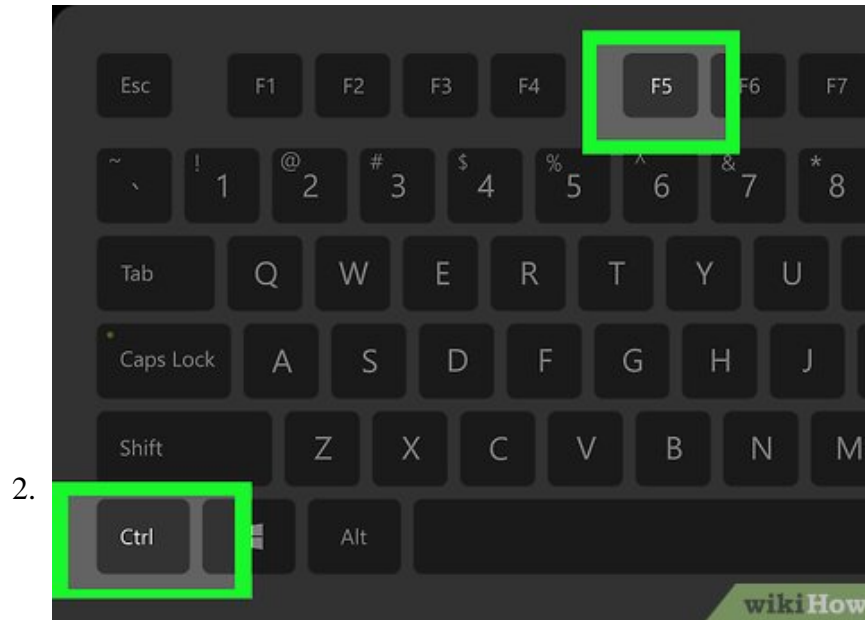 Esc F1 F2 F3 F4 F5 F6 F7
~ ` ! 1 @ 2 # 3 $ 4 % 5 ^ 6 & 7 * 8
Tab Q W E R T Y U
Caps Lock A S D F G H J
Shift Z X C V B N M
2.
Ctrl Alt
wikiHow